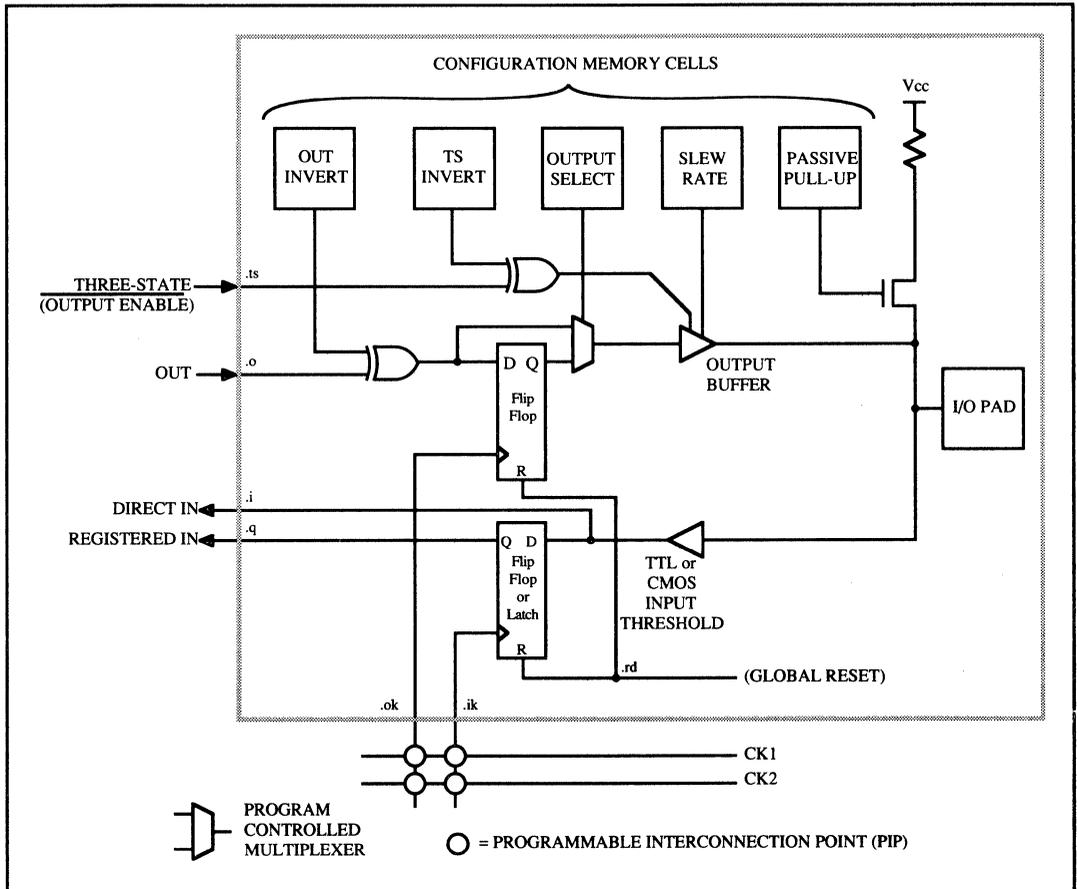 CONFIGURATION MEMORY CELLS
Vcc
OUT
INVERT
TS
INVERT
OUTPUT
SELECT
SLEW
RATE
PASSIVE
PULL-UP
THREE-STATE
(OUTPUT ENABLE)
.ts
OUT
.o
D Q
Flip
Flop
R
OUTPUT
BUFFER
I/O PAD
DIRECT IN
.i
REGISTERED IN
.q
Q D
Flip
Flop
or
Latch
R
TTL or
CMOS
INPUT
THRESHOLD
.rd
(GLOBAL RESET)
.ok
.ik
CK1
CK2
PROGRAM
CONTROLLED
MULTIPLEXER
= PROGRAMMABLE INTERCONNECTION POINT (PIP)